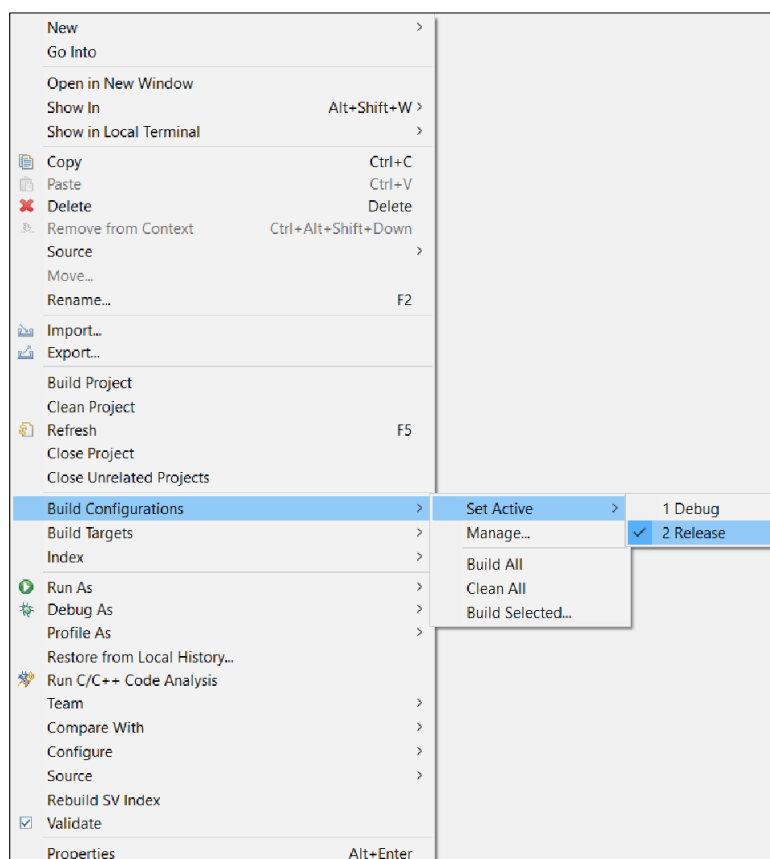 New >
Go Into
Open in New Window
Show In Alt+Shift+W >
Show in Local Terminal >
Copy Ctrl+C
Paste Ctrl+V
Delete Delete
Remove from Context Ctrl+Alt+Shift+Down
Source >
Move...
Rename... F2
Import...
Export...
Build Project
Clean Project
Refresh F5
Close Project
Close Unrelated Projects
Build Configurations >
Build Targets >
Index >
Run As >
Debug As >
Profile As >
Restore from Local History...
Run C/C++ Code Analysis
Team >
Compare With >
Configure >
Source >
Rebuild SV Index
Validate
Properties Alt+Enter
Set Active >
Manage...
Build All
Clean All
Build Selected...
1 Debug
2 Release